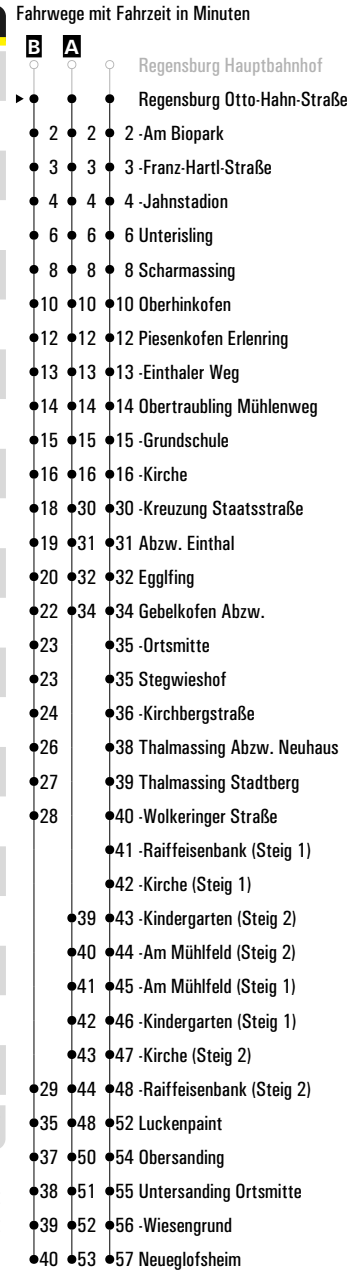 Fahrwege mit Fahrzeit in Minuten
B A
Regensburg Hauptbahnhof
Regensburg Otto-Hahn-Straße
2 2 2 -Am Biopark
3 3 3 -Franz-Hartl-Straße
4 4 4 -Jahnstadion
6 6 6 Unterisling
8 8 8 Scharmassing
10 10 10 Oberhinkofen
12 12 12 Piesenkofen Erlenring
13 13 13 -Einthaler Weg
14 14 14 Obertraubling Mühlenweg
15 15 15 -Grundschule
16 16 16 -Kirche
18 30 30 -Kreuzung Staatsstraße
19 31 31 Abzw. Einthal
20 32 32 Egglfing
22 34 34 Gebelkofen Abzw.
23 35 -Ortsmitte
23 35 Stegwieshof
24 36 -Kirchbergstraße
26 38 Thalmassing Abzw. Neuhaus
27 39 Thalmassing Stadtberg
28 40 -Wolkeringer Straße
41 -Raiffeisenbank (Steig 1)
42 -Kirche (Steig 1)
39 43 -Kindergarten (Steig 2)
40 44 -Am Mühlfeld (Steig 2)
41 45 -Am Mühlfeld (Steig 1)
42 46 -Kindergarten (Steig 1)
43 47 -Kirche (Steig 2)
29 44 48 -Raiffeisenbank (Steig 2)
35 48 52 Luckenpaint
37 50 54 Obersanding
38 51 55 Untersanding Ortsmitte
39 52 56 -Wiesengrund
40 53 57 Neueglofsheim